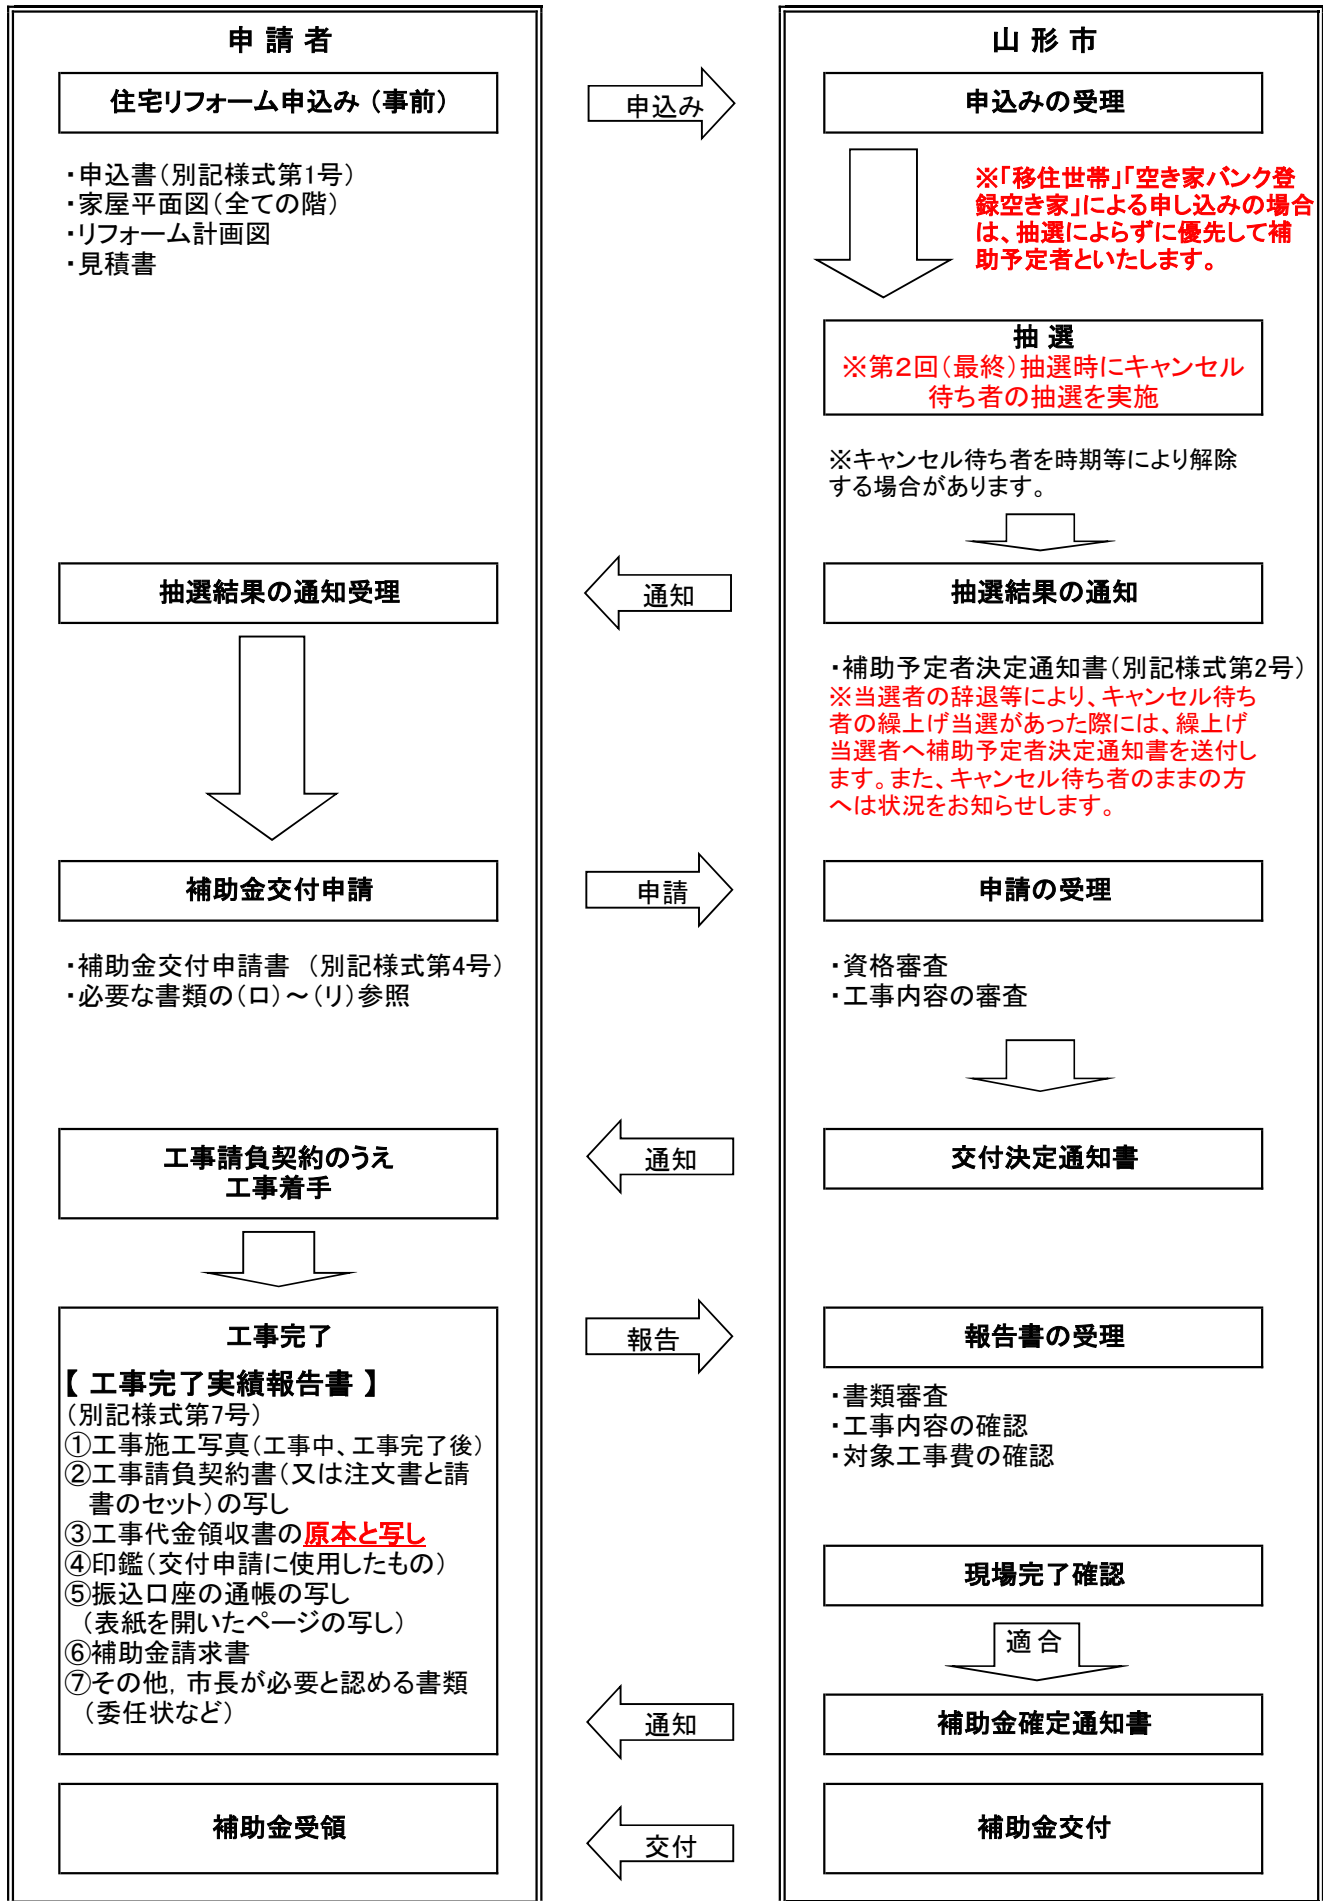 申 請 者
山 形 市
住宅リフォーム申込み（事前）
申込み
申込みの受理
・申込書（別記様式第1号）
・家屋平面図（全ての階）
・リフォーム計画図
・見積書
※「移住世帯」「空き家バンク登
録空き家」による申し込みの場合
は、抽選によらずに優先して補
助予定者といたします。
抽 選
※第２回（最終）抽選時にキャンセル
待ち者の抽選を実施
※キャンセル待ち者を時期等により解除
する場合があります。
抽選結果の通知受理
通知
抽選結果の通知
・補助予定者決定通知書（別記様式第2号）
※当選者の辞退等により、キャンセル待ち
者の繰上げ当選があった際には、繰上げ
当選者へ補助予定者決定通知書を送付し
ます。また、キャンセル待ち者のままの方
へは状況をお知らせします。
補助金交付申請
申請
申請の受理
・補助金交付申請書 （別記様式第4号）
・必要な書類の（ロ）～（リ）参照
・資格審査
・工事内容の審査
工事請負契約のうえ
工事着手
通知
交付決定通知書
工事完了
報告
報告書の受理
【 工事完了実績報告書 】
（別記様式第7号）
①工事施工写真（工事中、工事完了後）
②工事請負契約書（又は注文書と請
書のセット）の写し
③工事代金領収書の原本と写し
④印鑑（交付申請に使用したもの）
⑤振込口座の通帳の写し
（表紙を開いたページの写し）
⑥補助金請求書
⑦その他，市長が必要と認める書類
（委任状など）
・書類審査
・工事内容の確認
・対象工事費の確認
現場完了確認
適 合
通知
補助金確定通知書
補助金受領
交付
補助金交付